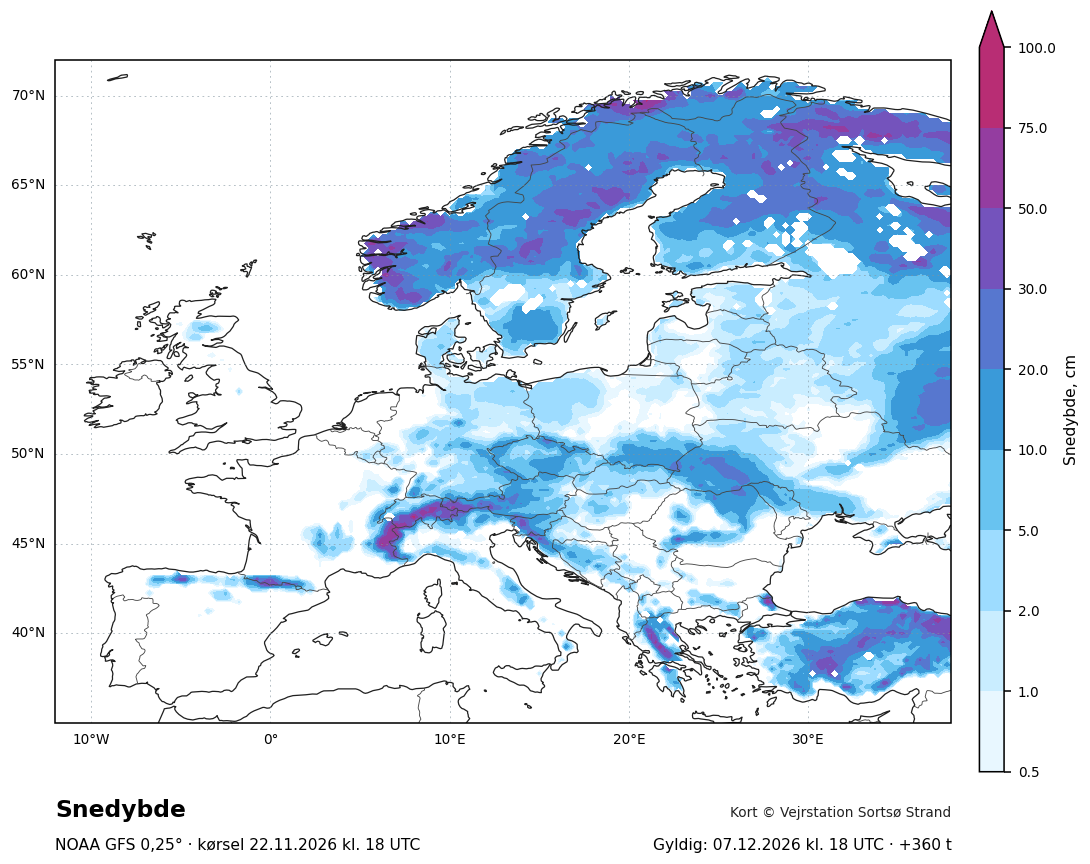 100.0
75.0
50.0
30.0
20.0
10.0
5.0
2.0
1.0
0.5
Snedybde, cm
70°N
65°N
60°N
55°N
50°N
45°N
40°N
10°W
0°
10°E
20°E
30°E
Snedybde
Kort © Vejrstation Sortsø Strand
NOAA GFS 0,25° · kørsel 22.11.2026 kl. 18 UTC
Gyldig: 07.12.2026 kl. 18 UTC · +360 t